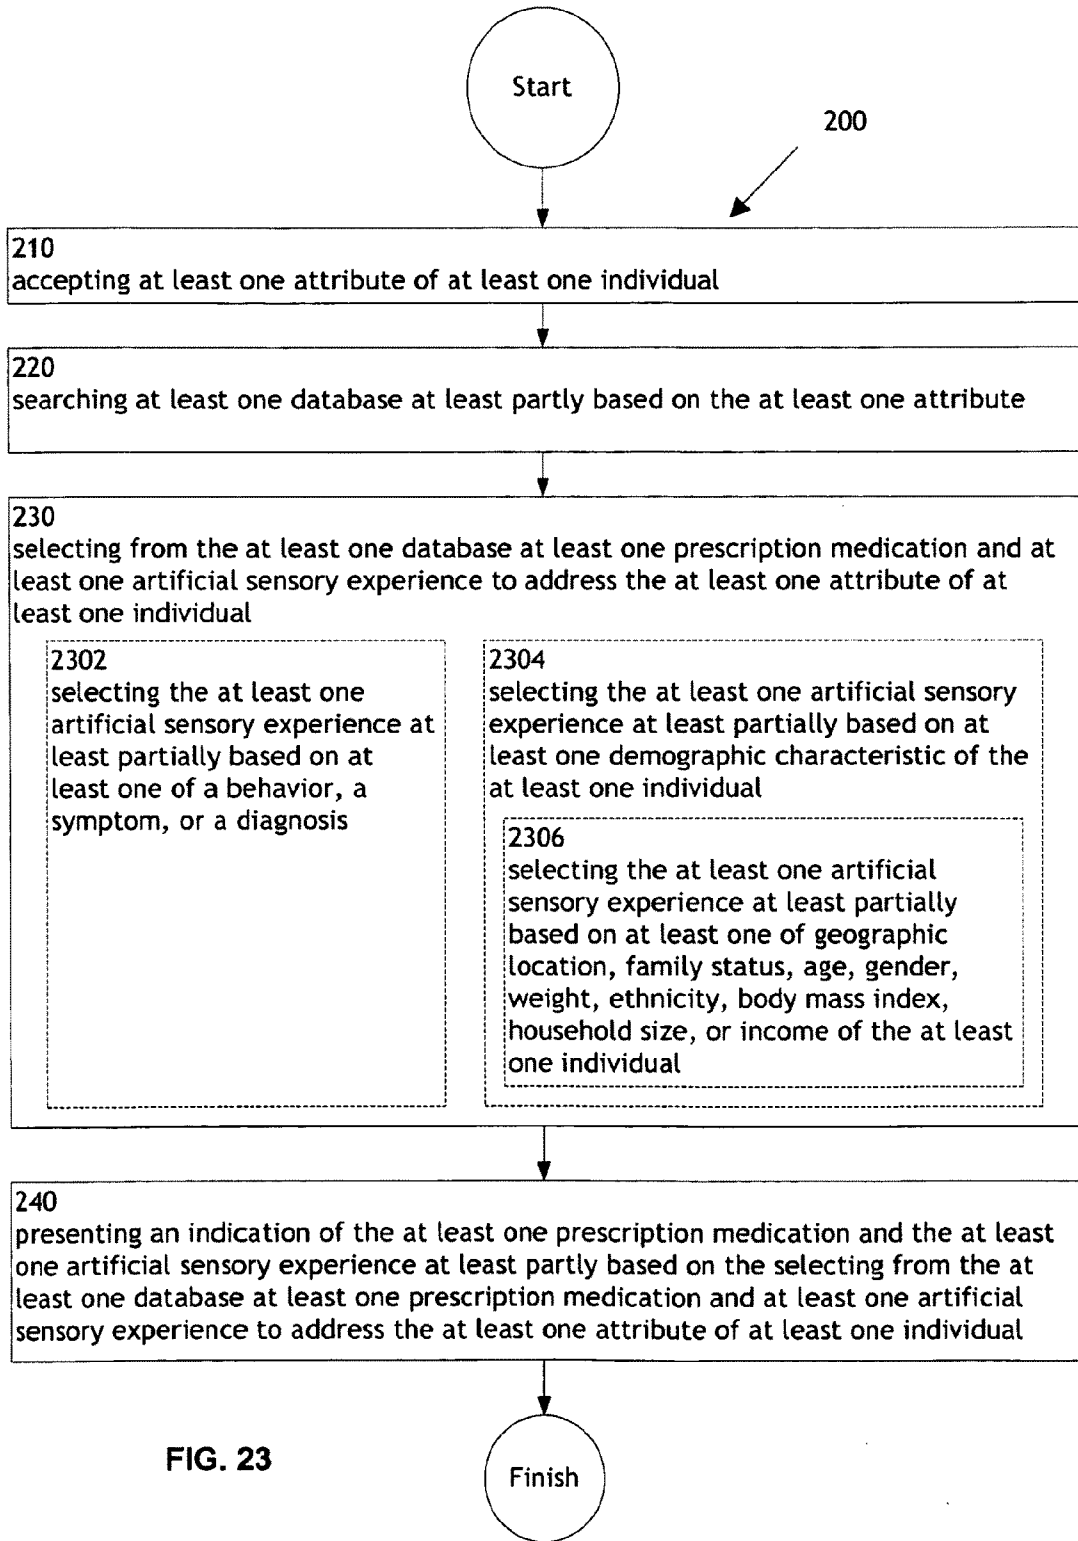 Start
200
210
accepting at least one attribute of at least one individual
220
searching at least one database at least partly based on the at least one attribute
230
selecting from the at least one database at least one prescription medication and at
least one artificial sensory experience to address the at least one attribute of at
least one individual
2302
selecting the at least one
artificial sensory experience at
least partially based on at
least one of a behavior, a
symptom, or a diagnosis
2304
selecting the at least one artificial sensory
experience at least partially based on at
least one demographic characteristic of the
at least one individual
2306
selecting the at least one artificial
sensory experience at least partially
based on at least one of geographic
location, family status, age, gender,
weight, ethnicity, body mass index,
household size, or income of the at least
one individual
240
presenting an indication of the at least one prescription medication and the at least
one artificial sensory experience at least partly based on the selecting from the at
least one database at least one prescription medication and at least one artificial
sensory experience to address the at least one attribute of at least one individual
FIG. 23
Finish